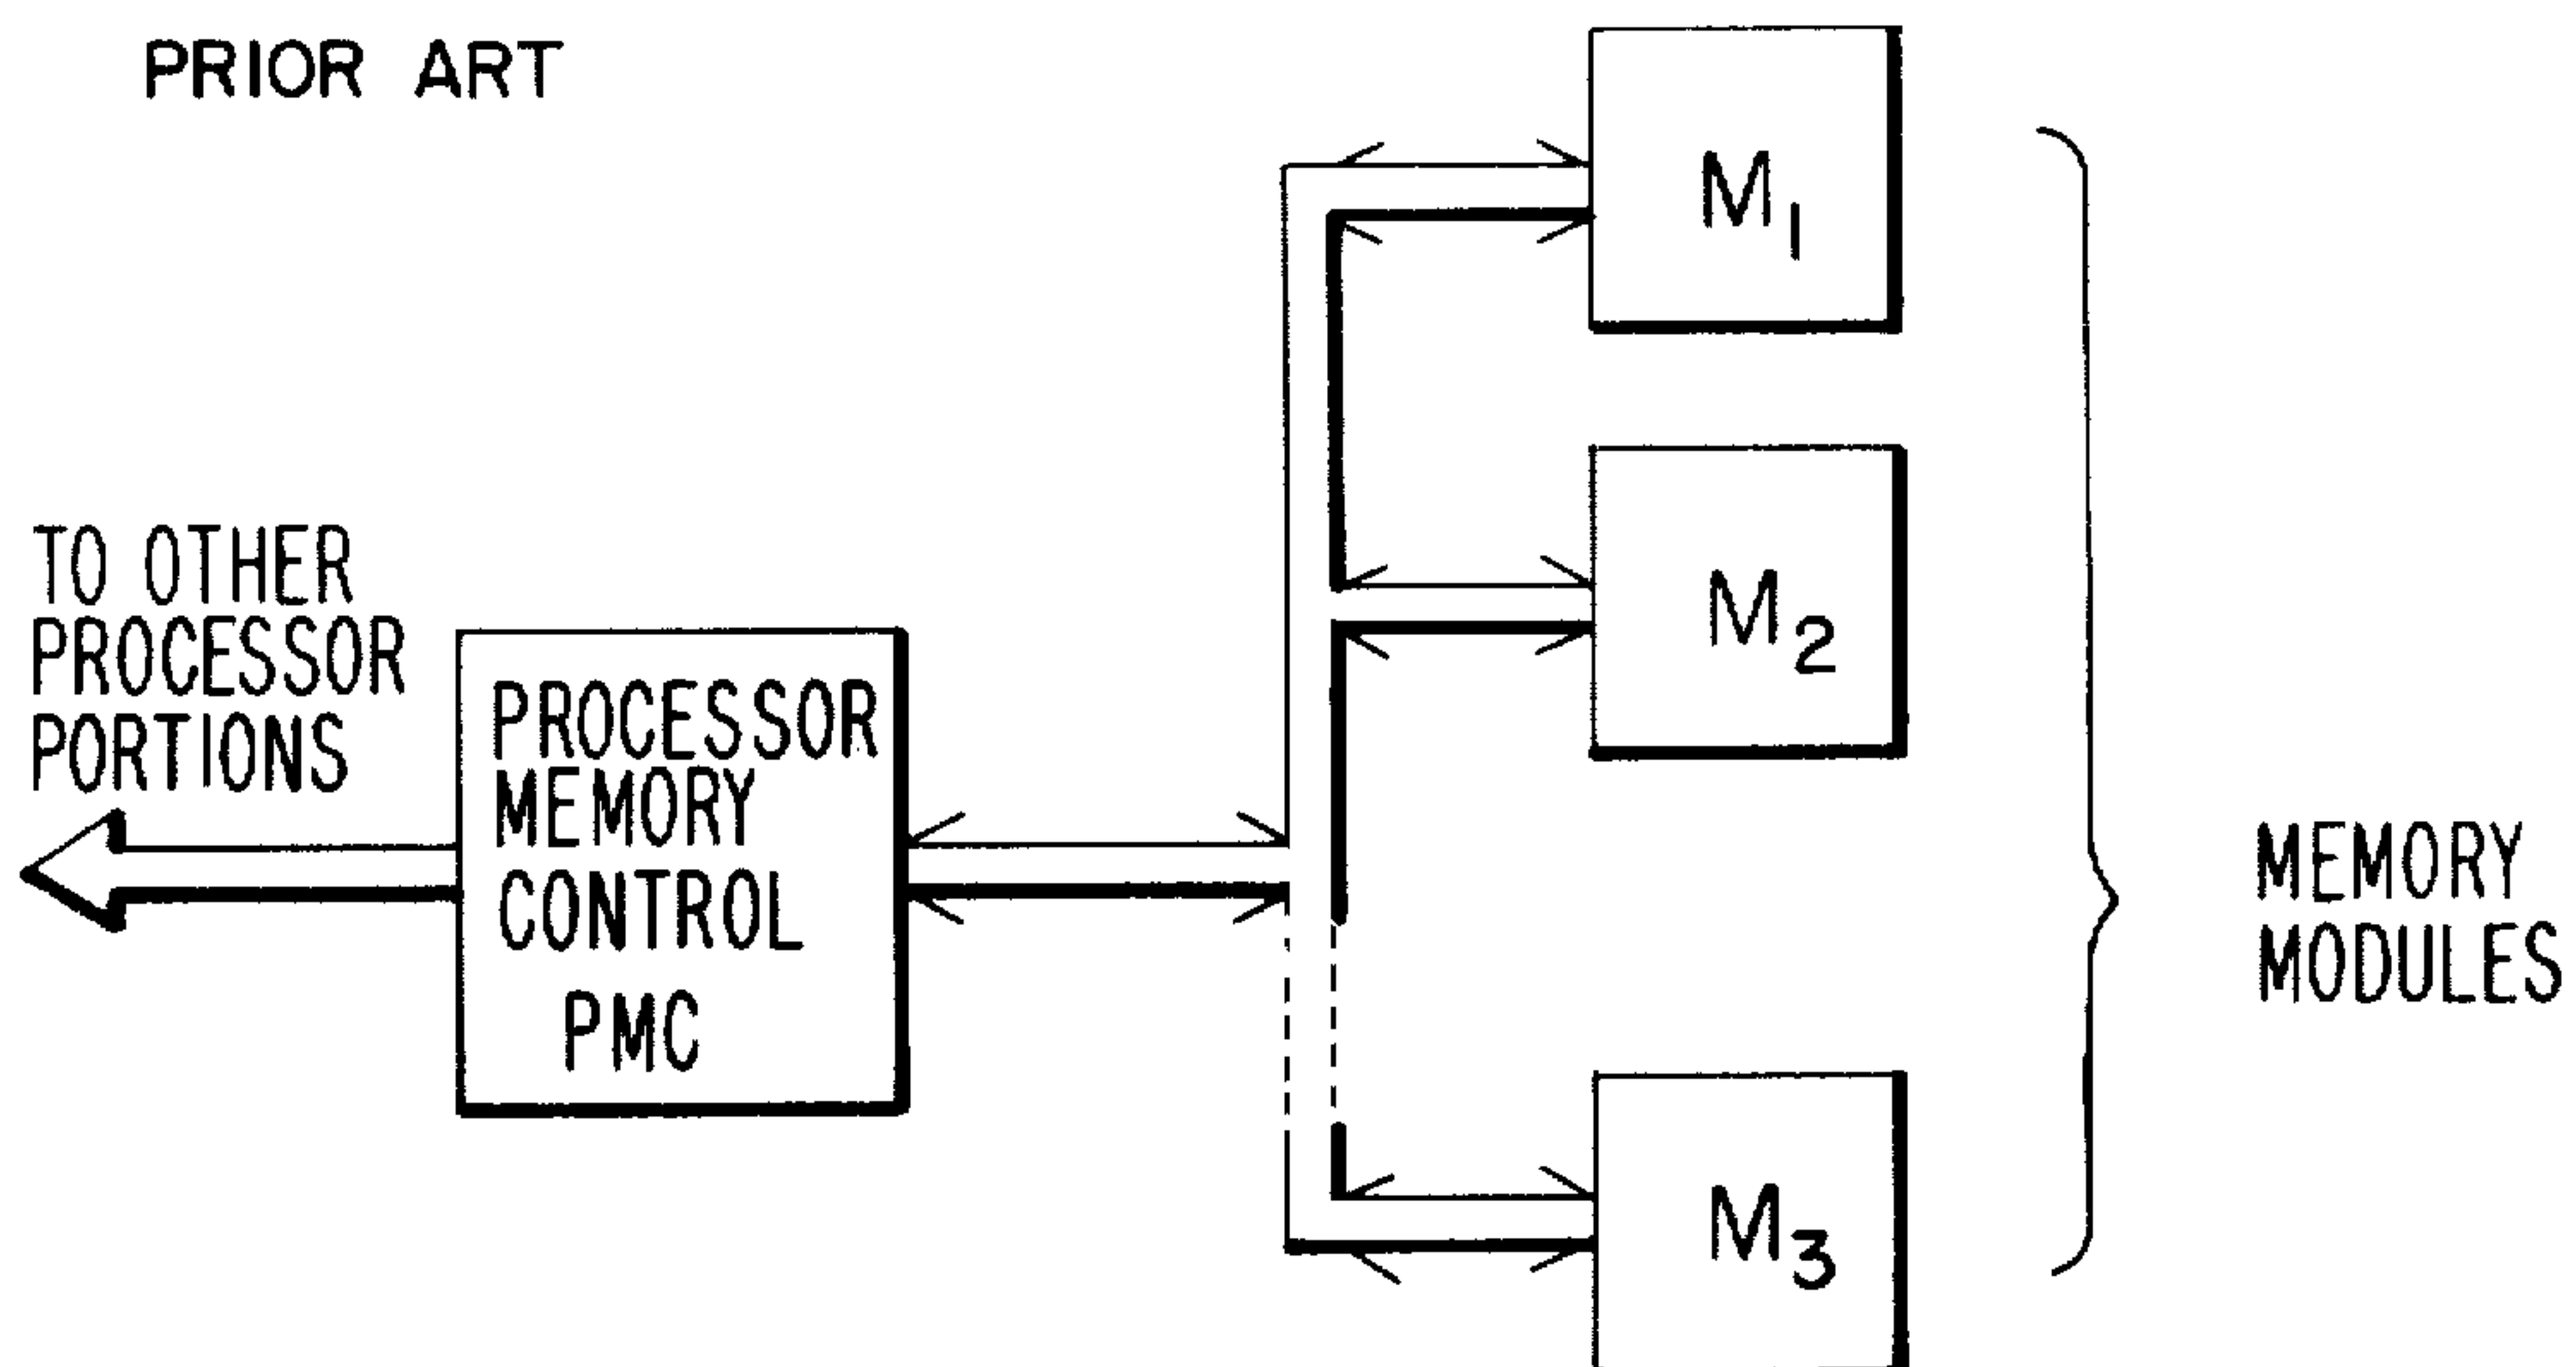 PRIOR ART
M1
TO OTHER
PROCESSOR
PORTIONS
M2
PROCESSOR
MEMORY
CONTROL
PMC
MEMORY
MODULES
M3